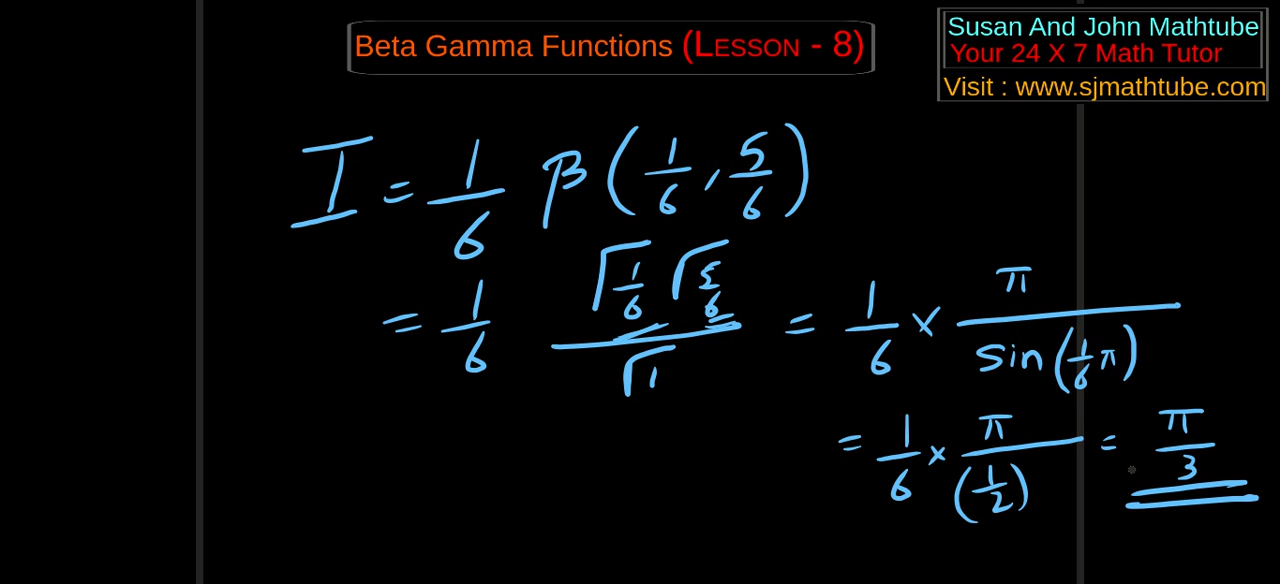 Beta Gamma Functions (Lesson - 8)
Susan And John Mathtube
Your 24 X 7 Math Tutor
Visit : www.sjmathtube.com
I = 1/6 β(1/6, 5/6)
= 1/6 Γ1/6 Γ5/6 / Γ1 = 1/6 × π / sin(1/6 π)
= 1/6 × π / (1/2) = π/3